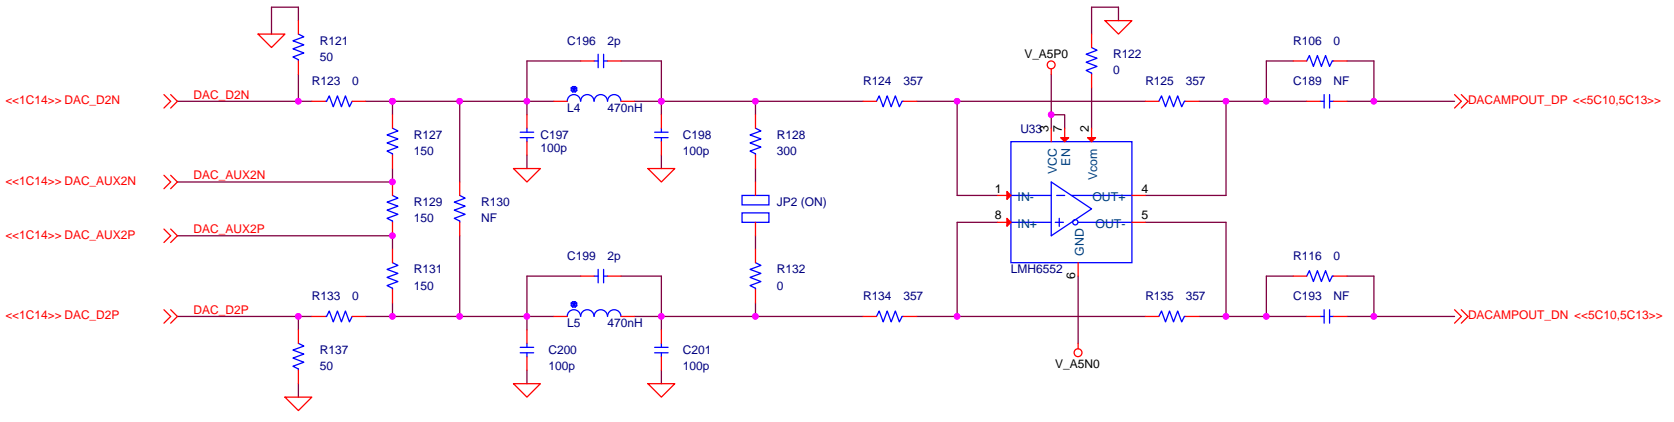 R121
50
C196 2p
V_A5P0
R122
0
R106 0
<<1C14>> DAC_D2N
DAC_D2N
R123 0
L4 470nH
R124 357
R125 357
C189 NF
DACAMPOUT_DP <<5C10,5C13>>
R127
150
C197
100p
C198
100p
R128
300
U33
3
7
2
VCC
EN
Vcom
<<1C14>> DAC_AUX2N
DAC_AUX2N
R129
150
R130
NF
JP2 (ON)
1
IN-
OUT+
4
8
IN+
OUT-
5
GND
6
LMH6552
<<1C14>> DAC_AUX2P
DAC_AUX2P
R131
150
C199 2p
R132
0
R116 0
<<1C14>> DAC_D2P
DAC_D2P
R133 0
L5 470nH
R134 357
R135 357
C193 NF
DACAMPOUT_DN <<5C10,5C13>>
R137
50
C200
100p
C201
100p
V_A5N0